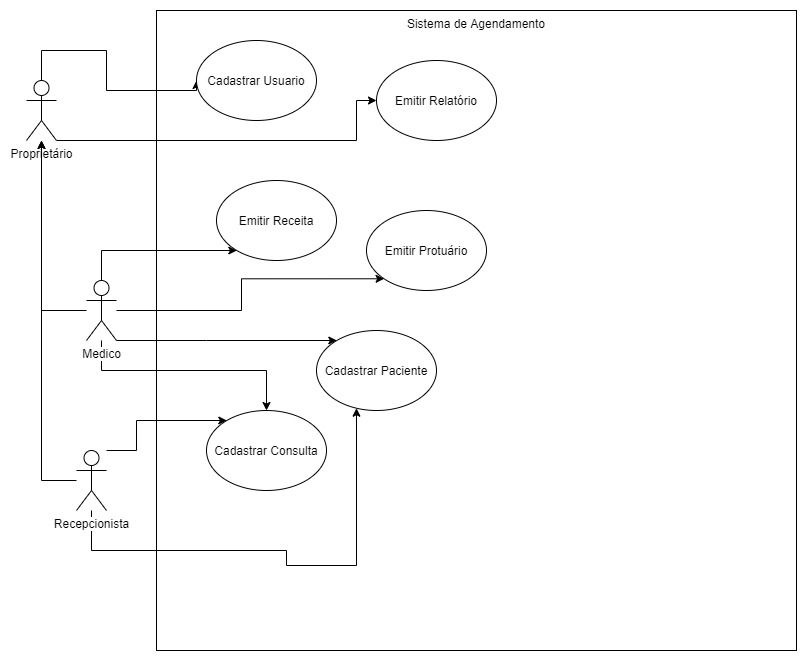 Sistema de Agendamento
Cadastrar Usuario
Emitir Relatório
Proprietário
Emitir Receita
Emitir Protuário
Medico
Cadastrar Paciente
Cadastrar Consulta
Recepcionista